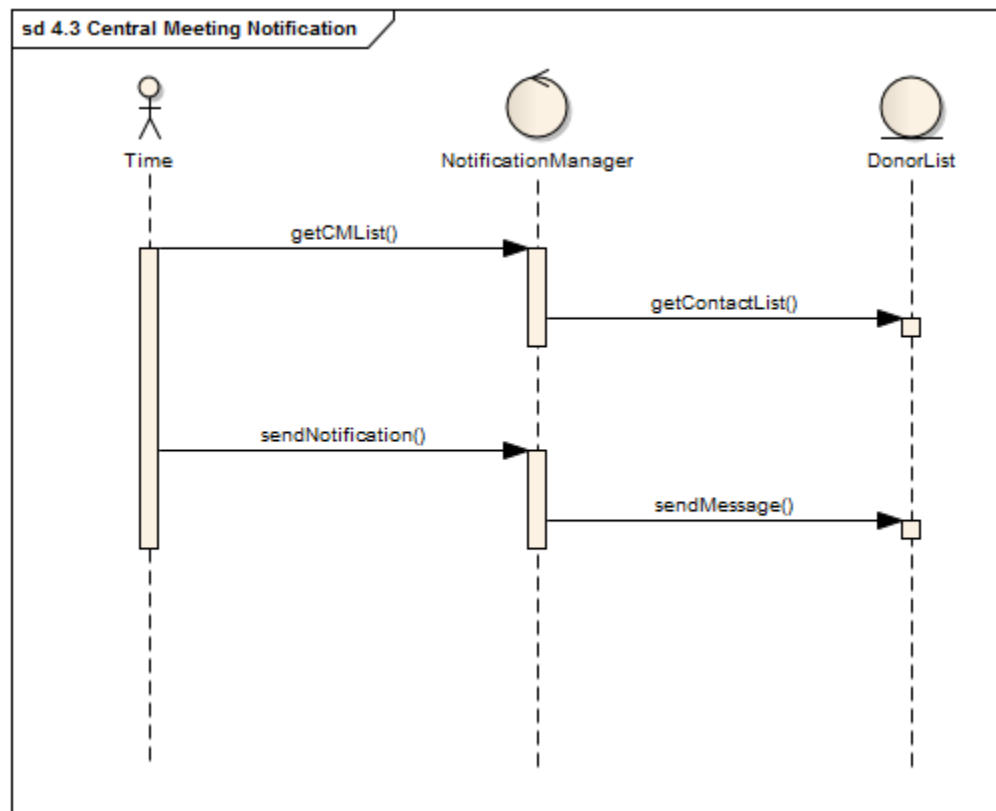 sd 4.3 Central Meeting Notification
Time
NotificationManager
DonorList
getCMList()
getContactList()
sendNotification()
sendMessage()